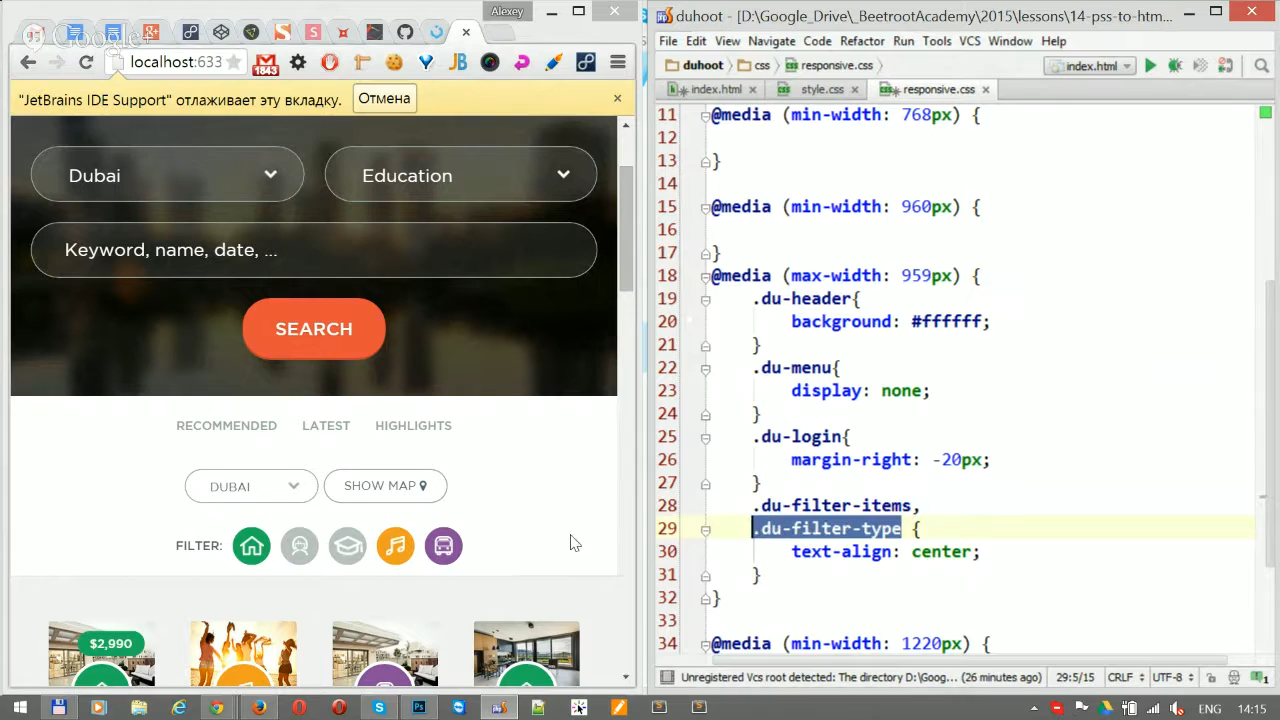 Alexey
Google+
localhost:633
1843
"JetBrains IDE Support" отлаживает эту вкладку.
Отмена
Dubai
Education
Keyword, name, date, ...
SEARCH
RECOMMENDED LATEST HIGHLIGHTS
DUBAI
SHOW MAP
FILTER:
$2,990
duhoot - [D:\Google_Drive\_BeetrootAcademy\2015\lessons\14-pss-to-htm...
File Edit View Navigate Code Refactor Run Tools VCS Window Help
duhoot css responsive.css
index.html
index.html style.css responsive.css
11 @media (min-width: 768px) {
12
13 }
14
15 @media (min-width: 960px) {
16
17 }
18 @media (max-width: 959px) {
19 .du-header{
20 background: #ffffff;
21 }
22 .du-menu{
23 display: none;
24 }
25 .du-login{
26 margin-right: -20px;
27 }
28 .du-filter-items,
29 .du-filter-type {
30 text-align: center;
31 }
32 }
33
34 @media (min-width: 1220px) {
Unregistered Vcs root detected: The directory D:\Goog... (26 minutes ago) 29:5/15 CRLF UTF-8 1
ENG 14:15